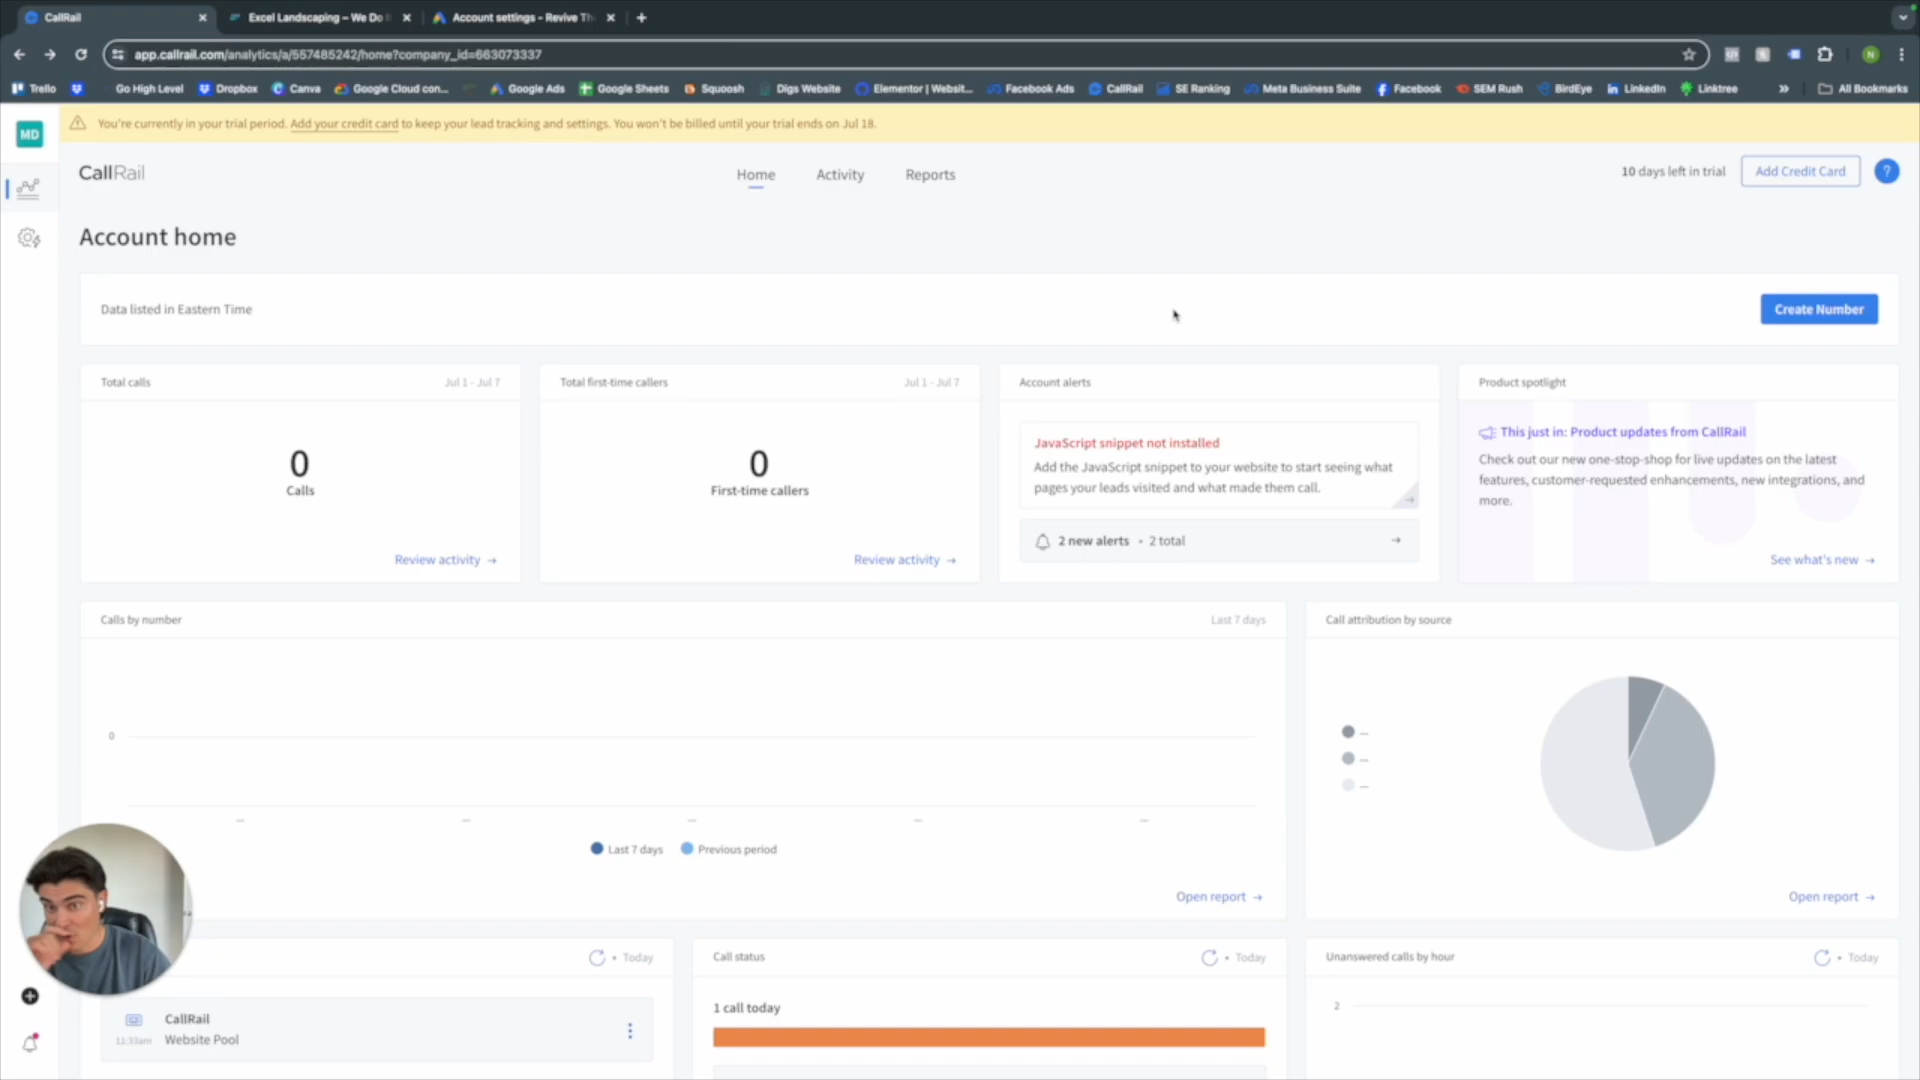 CallRail
Excel Landscaping – We Do
Account settings - Revive Th
app.callrail.com/analytics/a/557485242/home?company_id=663073337
Trello
Go High Level
Dropbox
Canva
Google Cloud con...
Google Ads
Google Sheets
Squoosh
Digs Website
Elementor | Websit...
Facebook Ads
CallRail
SE Ranking
Meta Business Suite
Facebook
SEM Rush
BirdEye
LinkedIn
Linktree
»
All Bookmarks
N
MD
You're currently in your trial period. Add your credit card to keep your lead tracking and settings. You won't be billed until your trial ends on Jul 18.
CallRail
Home
Activity
Reports
10 days left in trial
Add Credit Card
?
Account home
Data listed in Eastern Time
Create Number
Total calls
Jul 1 - Jul 7
0
Calls
Review activity →
Total first-time callers
Jul 1 - Jul 7
0
First-time callers
Review activity →
Account alerts
JavaScript snippet not installed
Add the JavaScript snippet to your website to start seeing what
pages your leads visited and what made them call.
2 new alerts • 2 total
Product spotlight
This just in: Product updates from CallRail
Check out our new one-stop-shop for live updates on the latest
features, customer-requested enhancements, new integrations, and
more.
See what's new →
Calls by number
Last 7 days
0
Last 7 days
Previous period
Open report →
Call attribution by source
Open report →
• Today
CallRail
11:33am
Website Pool
Call status
• Today
1 call today
Unanswered calls by hour
• Today
2